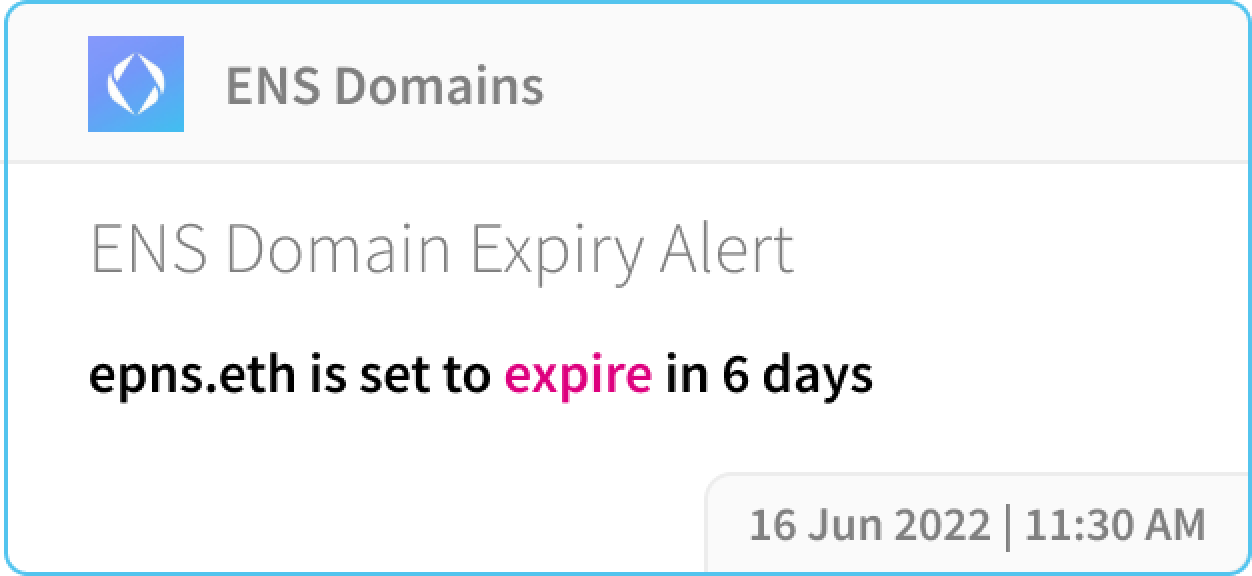 ENS Domains
ENS Domain Expiry Alert
epns.eth is set to expire in 6 days
16 Jun 2022 | 11:30 AM